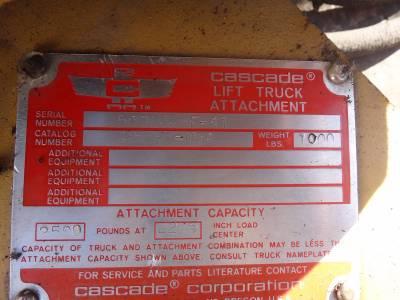 cascade®
LIFT TRUCK
ATTACHMENT
TM
SERIAL
NUMBER
CATALOG
NUMBER
WEIGHT
LBS. 1000
ADDITIONAL
EQUIPMENT
ADDITIONAL
EQUIPMENT
ADDITIONAL
EQUIPMENT
ATTACHMENT CAPACITY
POUNDS AT
INCH LOAD
CENTER
CAPACITY OF TRUCK AND ATTACHMENT COMBINATION MAY BE LESS THAN
ATTACHMENT CAPACITY SHOWN ABOVE. CONSULT TRUCK NAMEPLATE
FOR SERVICE AND PARTS LITERATURE CONTACT
cascade corporation